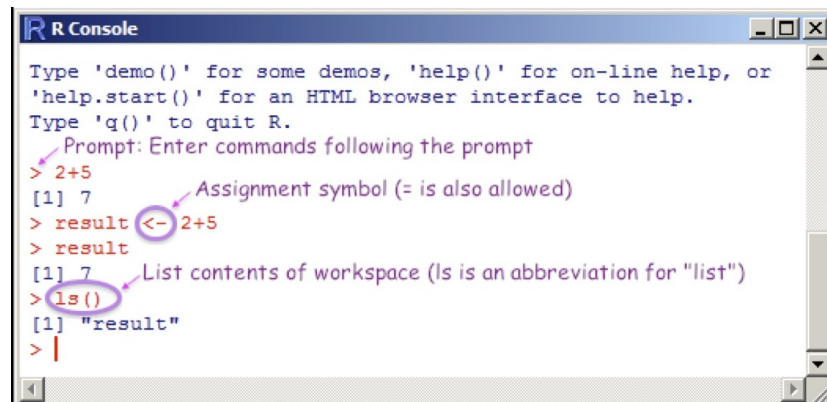 R R Console
Type 'demo()' for some demos, 'help()' for on-line help, or
'help.start()' for an HTML browser interface to help.
Type 'q()' to quit R.
Prompt: Enter commands following the prompt
> 2+5
[1] 7
Assignment symbol (= is also allowed)
> result <- 2+5
> result
[1] 7
List contents of workspace (ls is an abbreviation for "list")
> ls()
[1] "result"
>